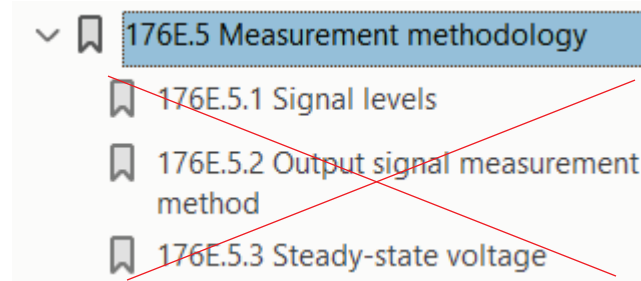 176E.5 Measurement methodology
176E.5.1 Signal levels
176E.5.2 Output signal measurement
method
176E.5.3 Steady-state voltage